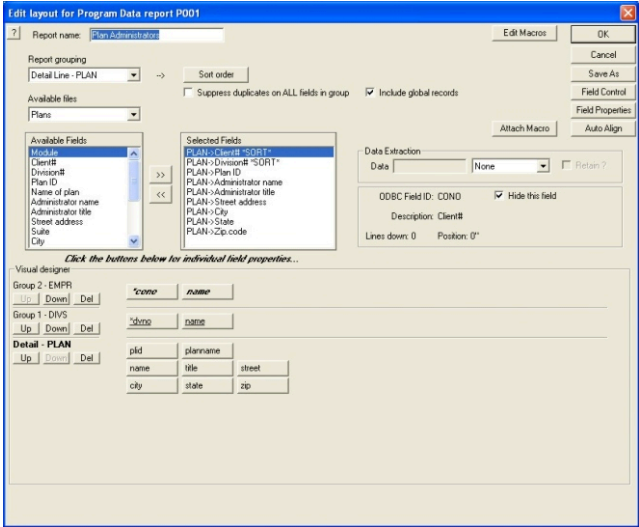 Edit layout for Program Data report P001
? Report name: Plan Administrators Edit Macros OK
Cancel
Report grouping
Detail Line - PLAN --> Sort order Save As
Suppress duplicates on ALL fields in group Include global records Field Control
Available files
Field Properties
Plans
Attach Macro Auto Align
Available Fields Selected Fields
Module
Client#
Division#
Plan ID
Name of plan
Administrator name
Administrator title
Street address
Suite
City
>>
<<
PLAN->Client# *SORT*
PLAN->Division# *SORT*
PLAN->Plan ID
PLAN->Administrator name
PLAN->Administrator title
PLAN->Street address
PLAN->City
PLAN->State
PLAN->Zip.code
Data Extraction
Data None Retain ?
ODBC Field ID: CONO Hide this field
Description: Client#
Lines down: 0 Position: 0"
Click the buttons below for individual field properties...
Visual designer
Group 2 - EMPR
Up Down Del *cono name
Group 1 - DIVS
Up Down Del *dvno name
Detail - PLAN
Up Down Del plid planname
name title street
city state zip